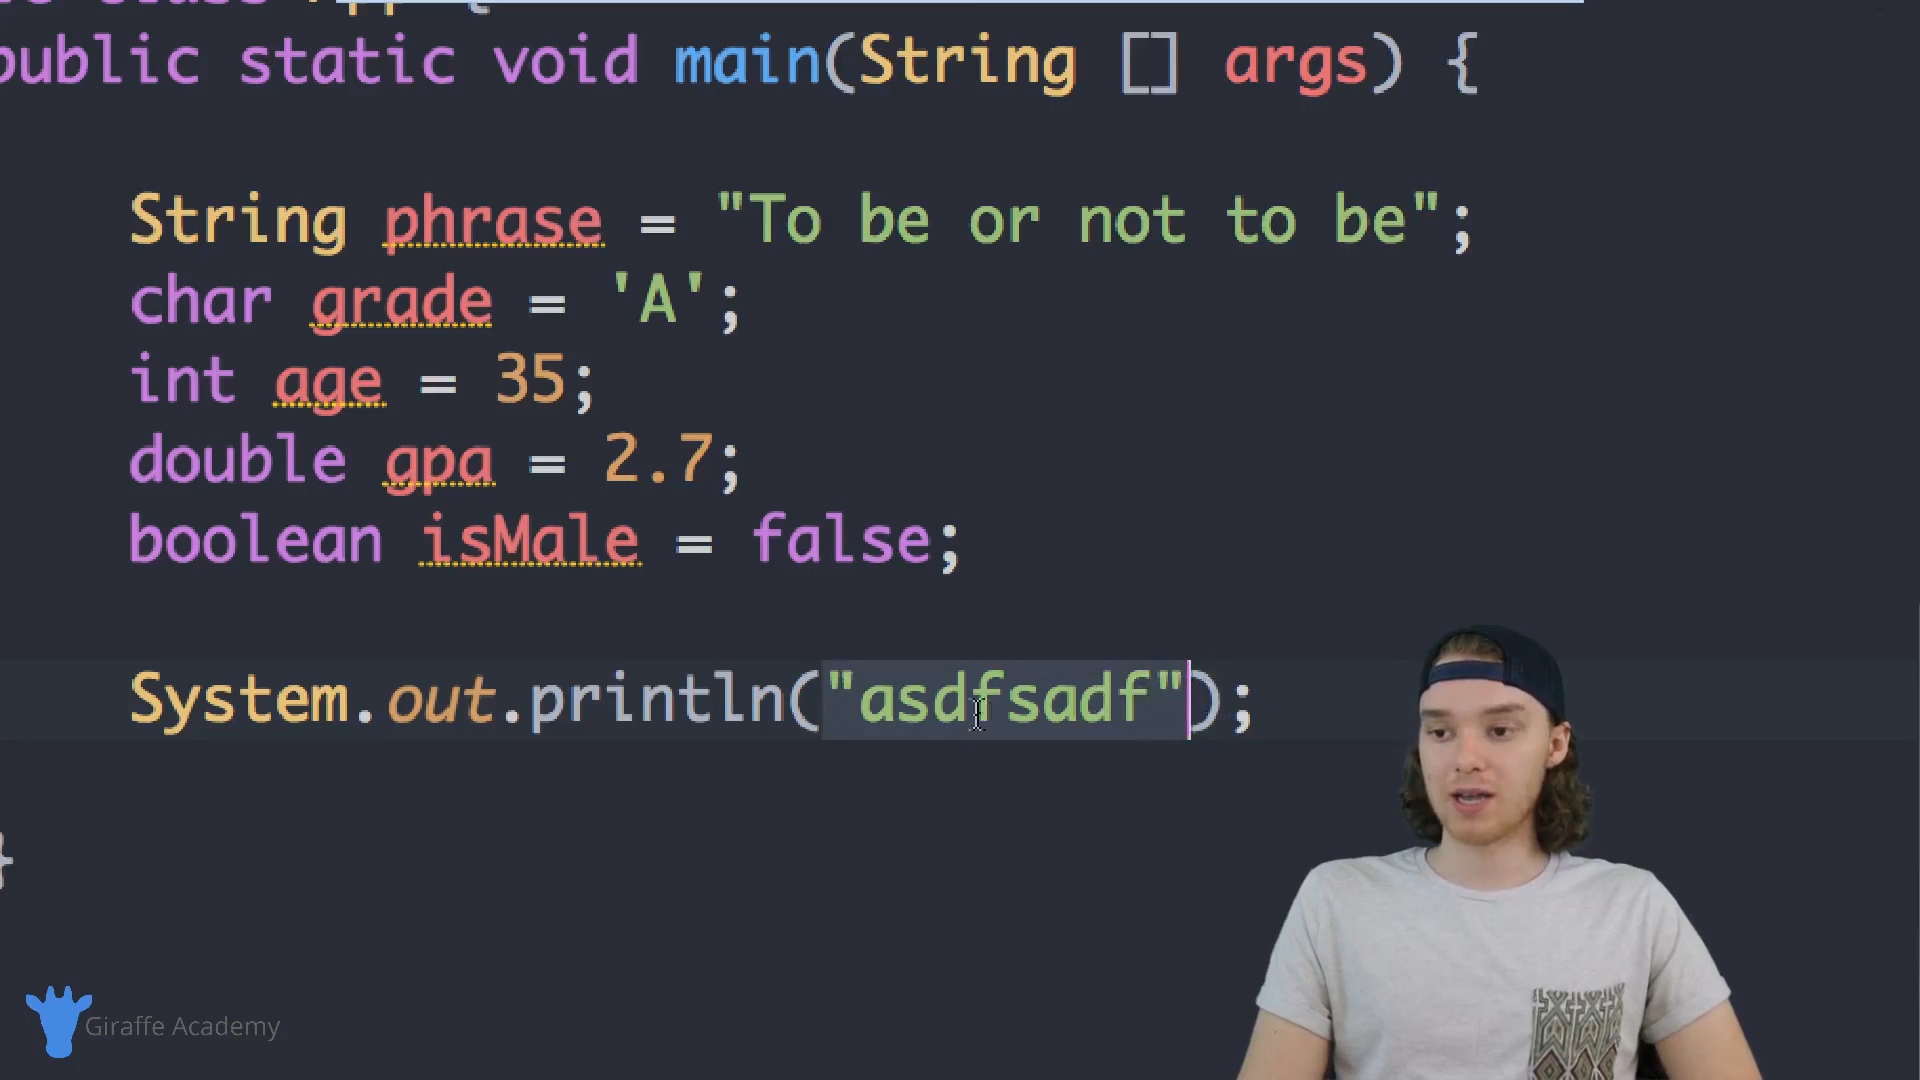 public static void main(String [] args) {
String phrase = "To be or not to be";
char grade = 'A';
int age = 35;
double gpa = 2.7;
boolean isMale = false;
System.out.println("asdfsadf");
}
Giraffe Academy